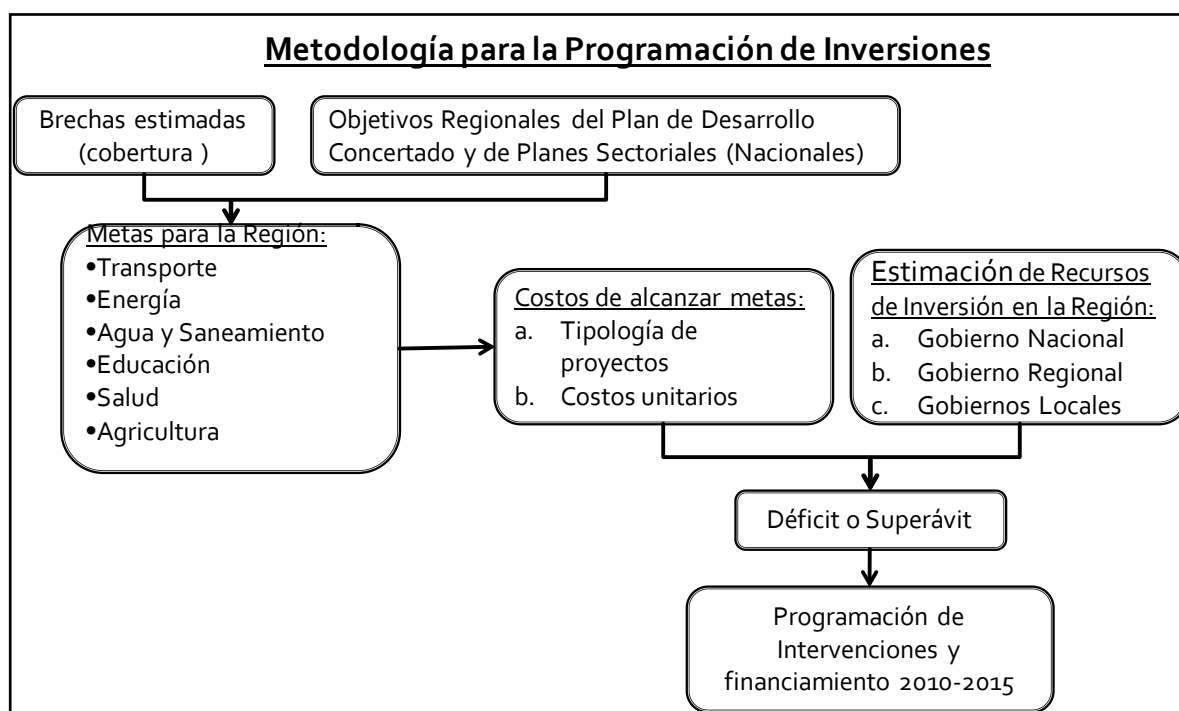 Metodología para la Programación de Inversiones
Brechas estimadas
(cobertura )
Objetivos Regionales del Plan de Desarrollo
Concertado y de Planes Sectoriales (Nacionales)
Metas para la Región:
•Transporte
•Energía
•Agua y Saneamiento
•Educación
•Salud
•Agricultura
Costos de alcanzar metas:
a. Tipología de
proyectos
b. Costos unitarios
Estimación de Recursos
de Inversión en la Región:
a. Gobierno Nacional
b. Gobierno Regional
c. Gobiernos Locales
Déficit o Superávit
Programación de
Intervenciones y
financiamiento 2010-2015